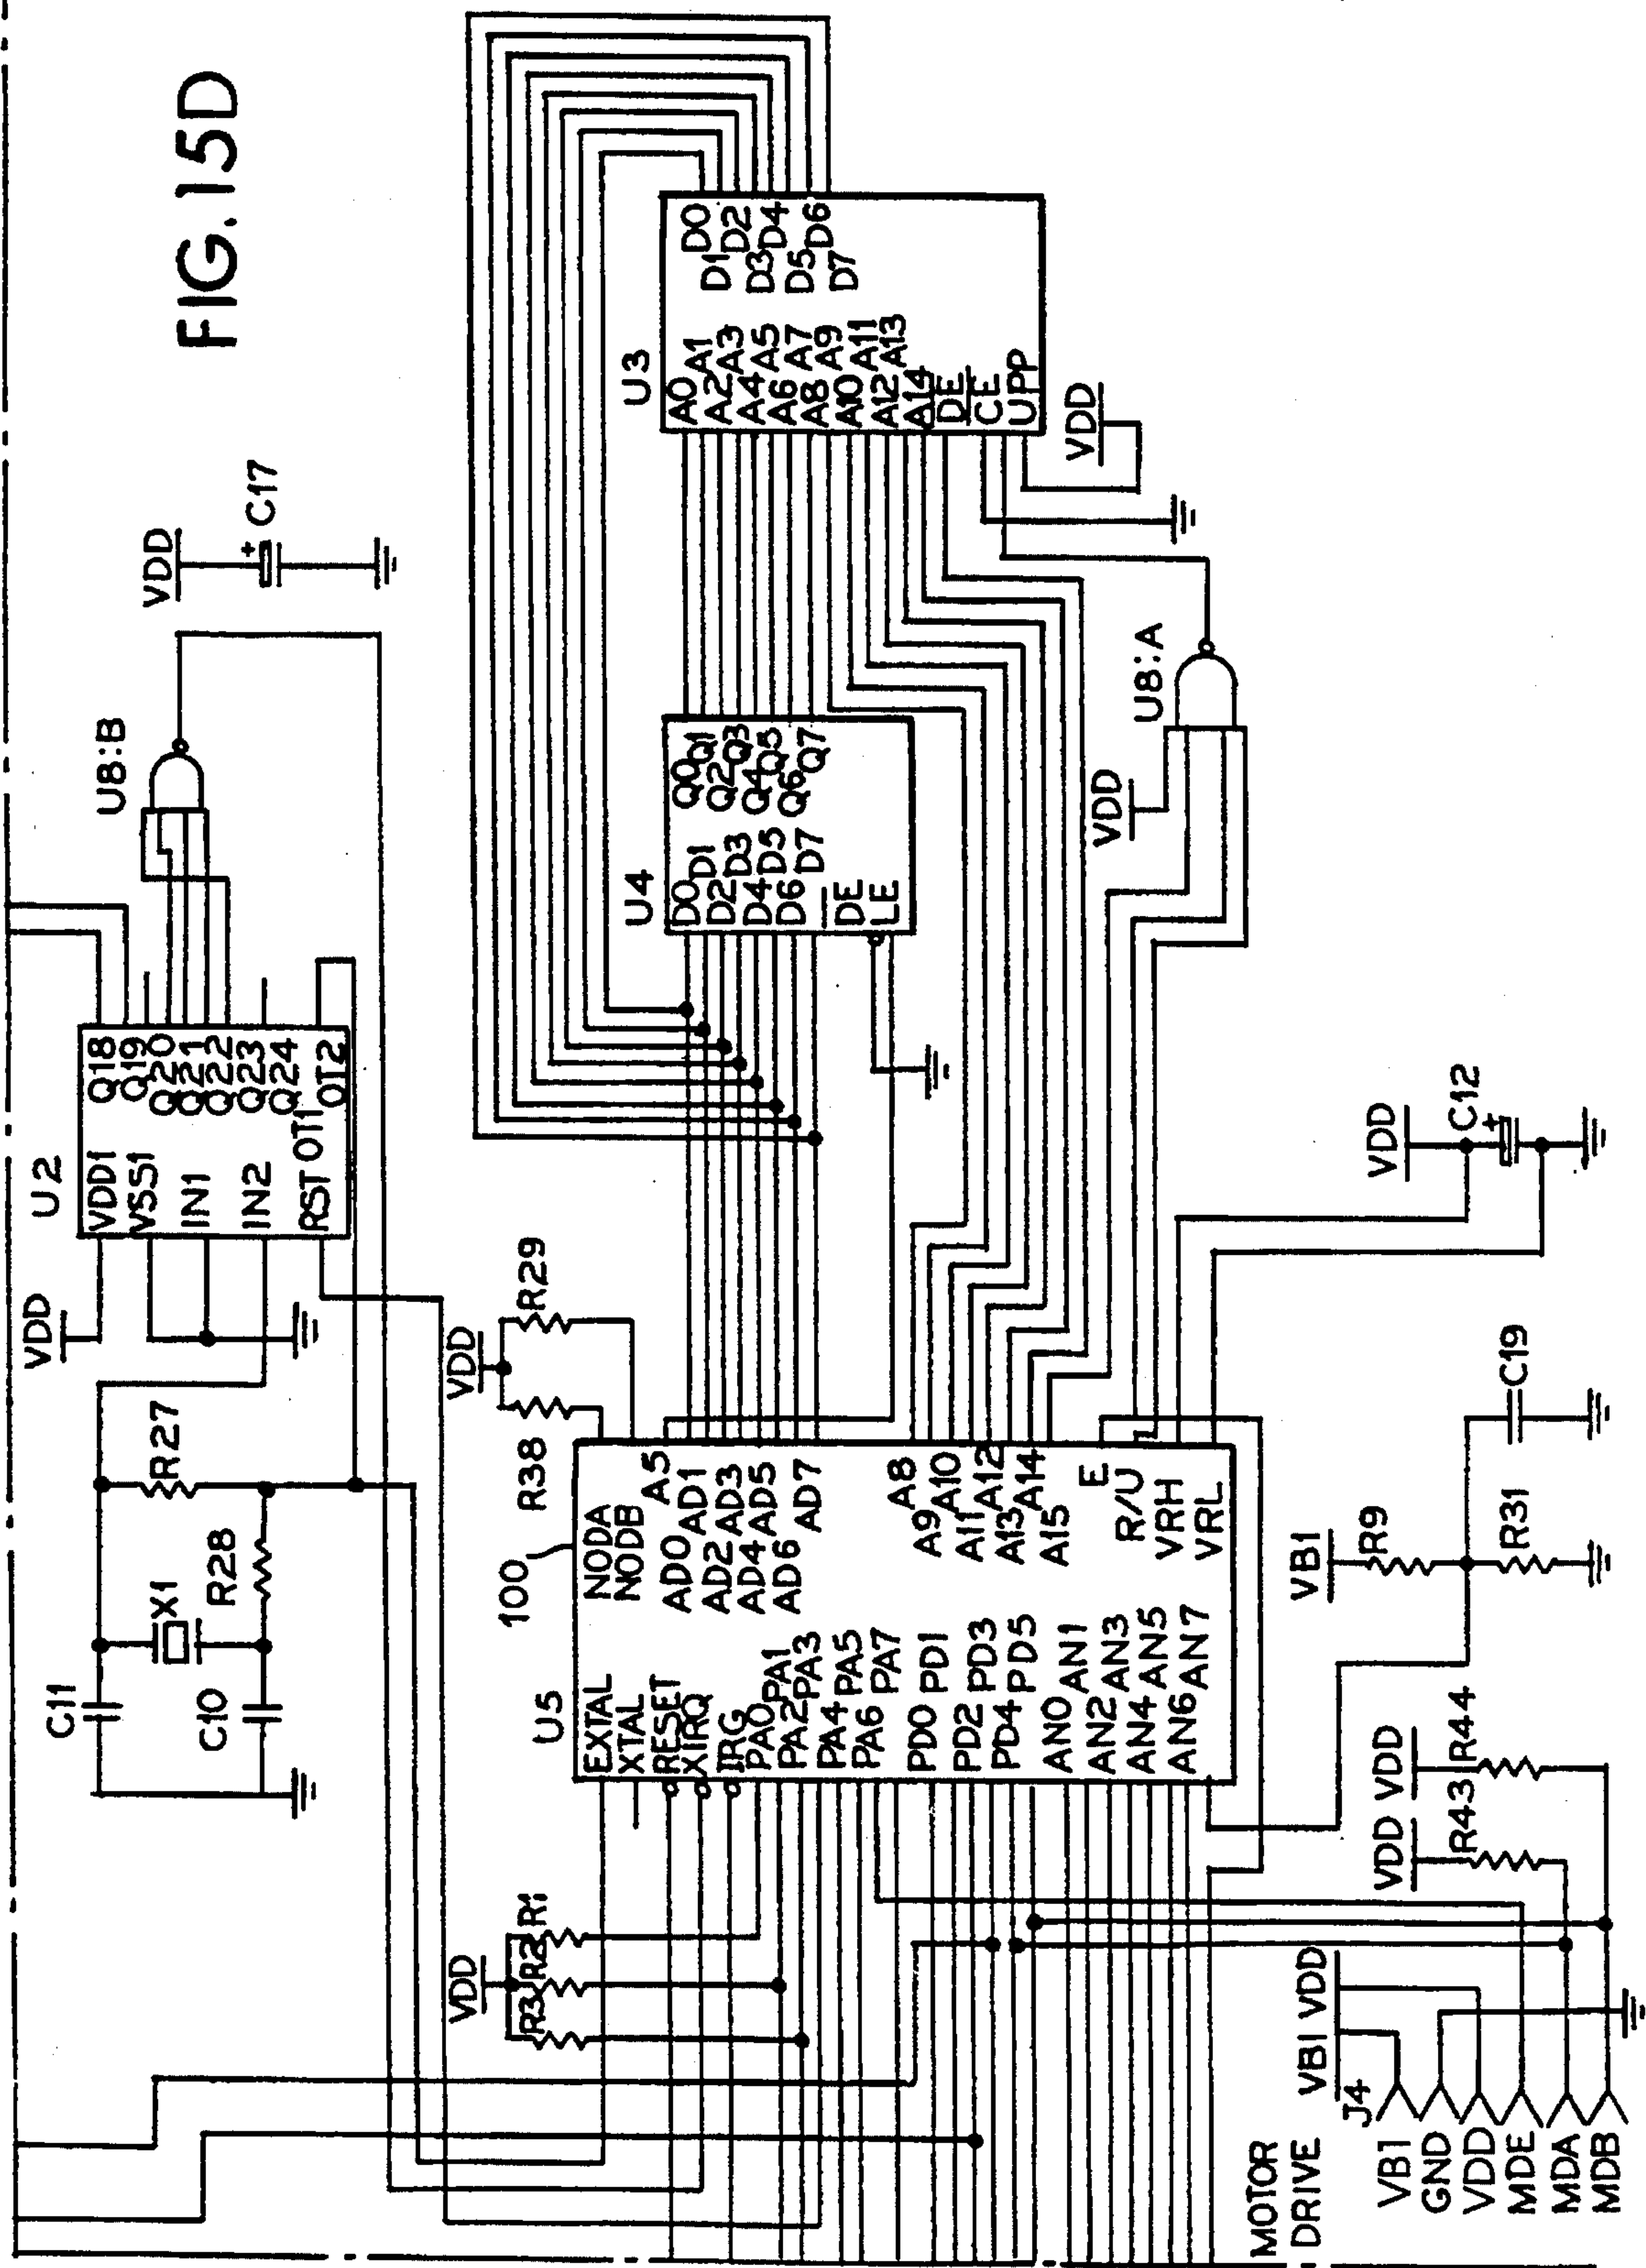 FIG.15D
U2
VDD1
VSS1
IN1
IN2
RST
OT1
OT2
Q18
Q19
Q20
Q21
Q22
Q23
Q24
VDD
U8:B
VDD
C17
+
C11
X1
C10
R27
R28
VDD
R38
R29
100
U5
EXTAL
XTAL
RESET
XIRQ
IRG
PA0
PA1
PA2
PA3
PA4
PA5
PA6
PA7
PD0
PD1
PD2
PD3
PD4
PD5
AN0
AN1
AN2
AN3
AN4
AN5
AN6
AN7
NODA
NODB
A5
AD0
AD1
AD2
AD3
AD4
AD5
AD6
AD7
A8
A9
A10
A11
A12
A13
A14
A15
E
R/U
VRH
VRL
VDD
R3
R2
R1
U4
D0
D1
D2
D3
D4
D5
D6
D7
DE
LE
Q0
Q1
Q2
Q3
Q4
Q5
Q6
Q7
U3
A0
A1
A2
A3
A4
A5
A6
A7
A8
A9
A10
A11
A12
A13
A14
DE
CE
UPP
D0
D1
D2
D3
D4
D5
D6
D7
VDD
VDD
U8:A
VDD
C12
+
VB1
R9
R31
C19
VDD
R43
VDD
R44
VB1
VDD
MOTOR
DRIVE
J4
VB1
GND
VDD
MDE
MDA
MDB